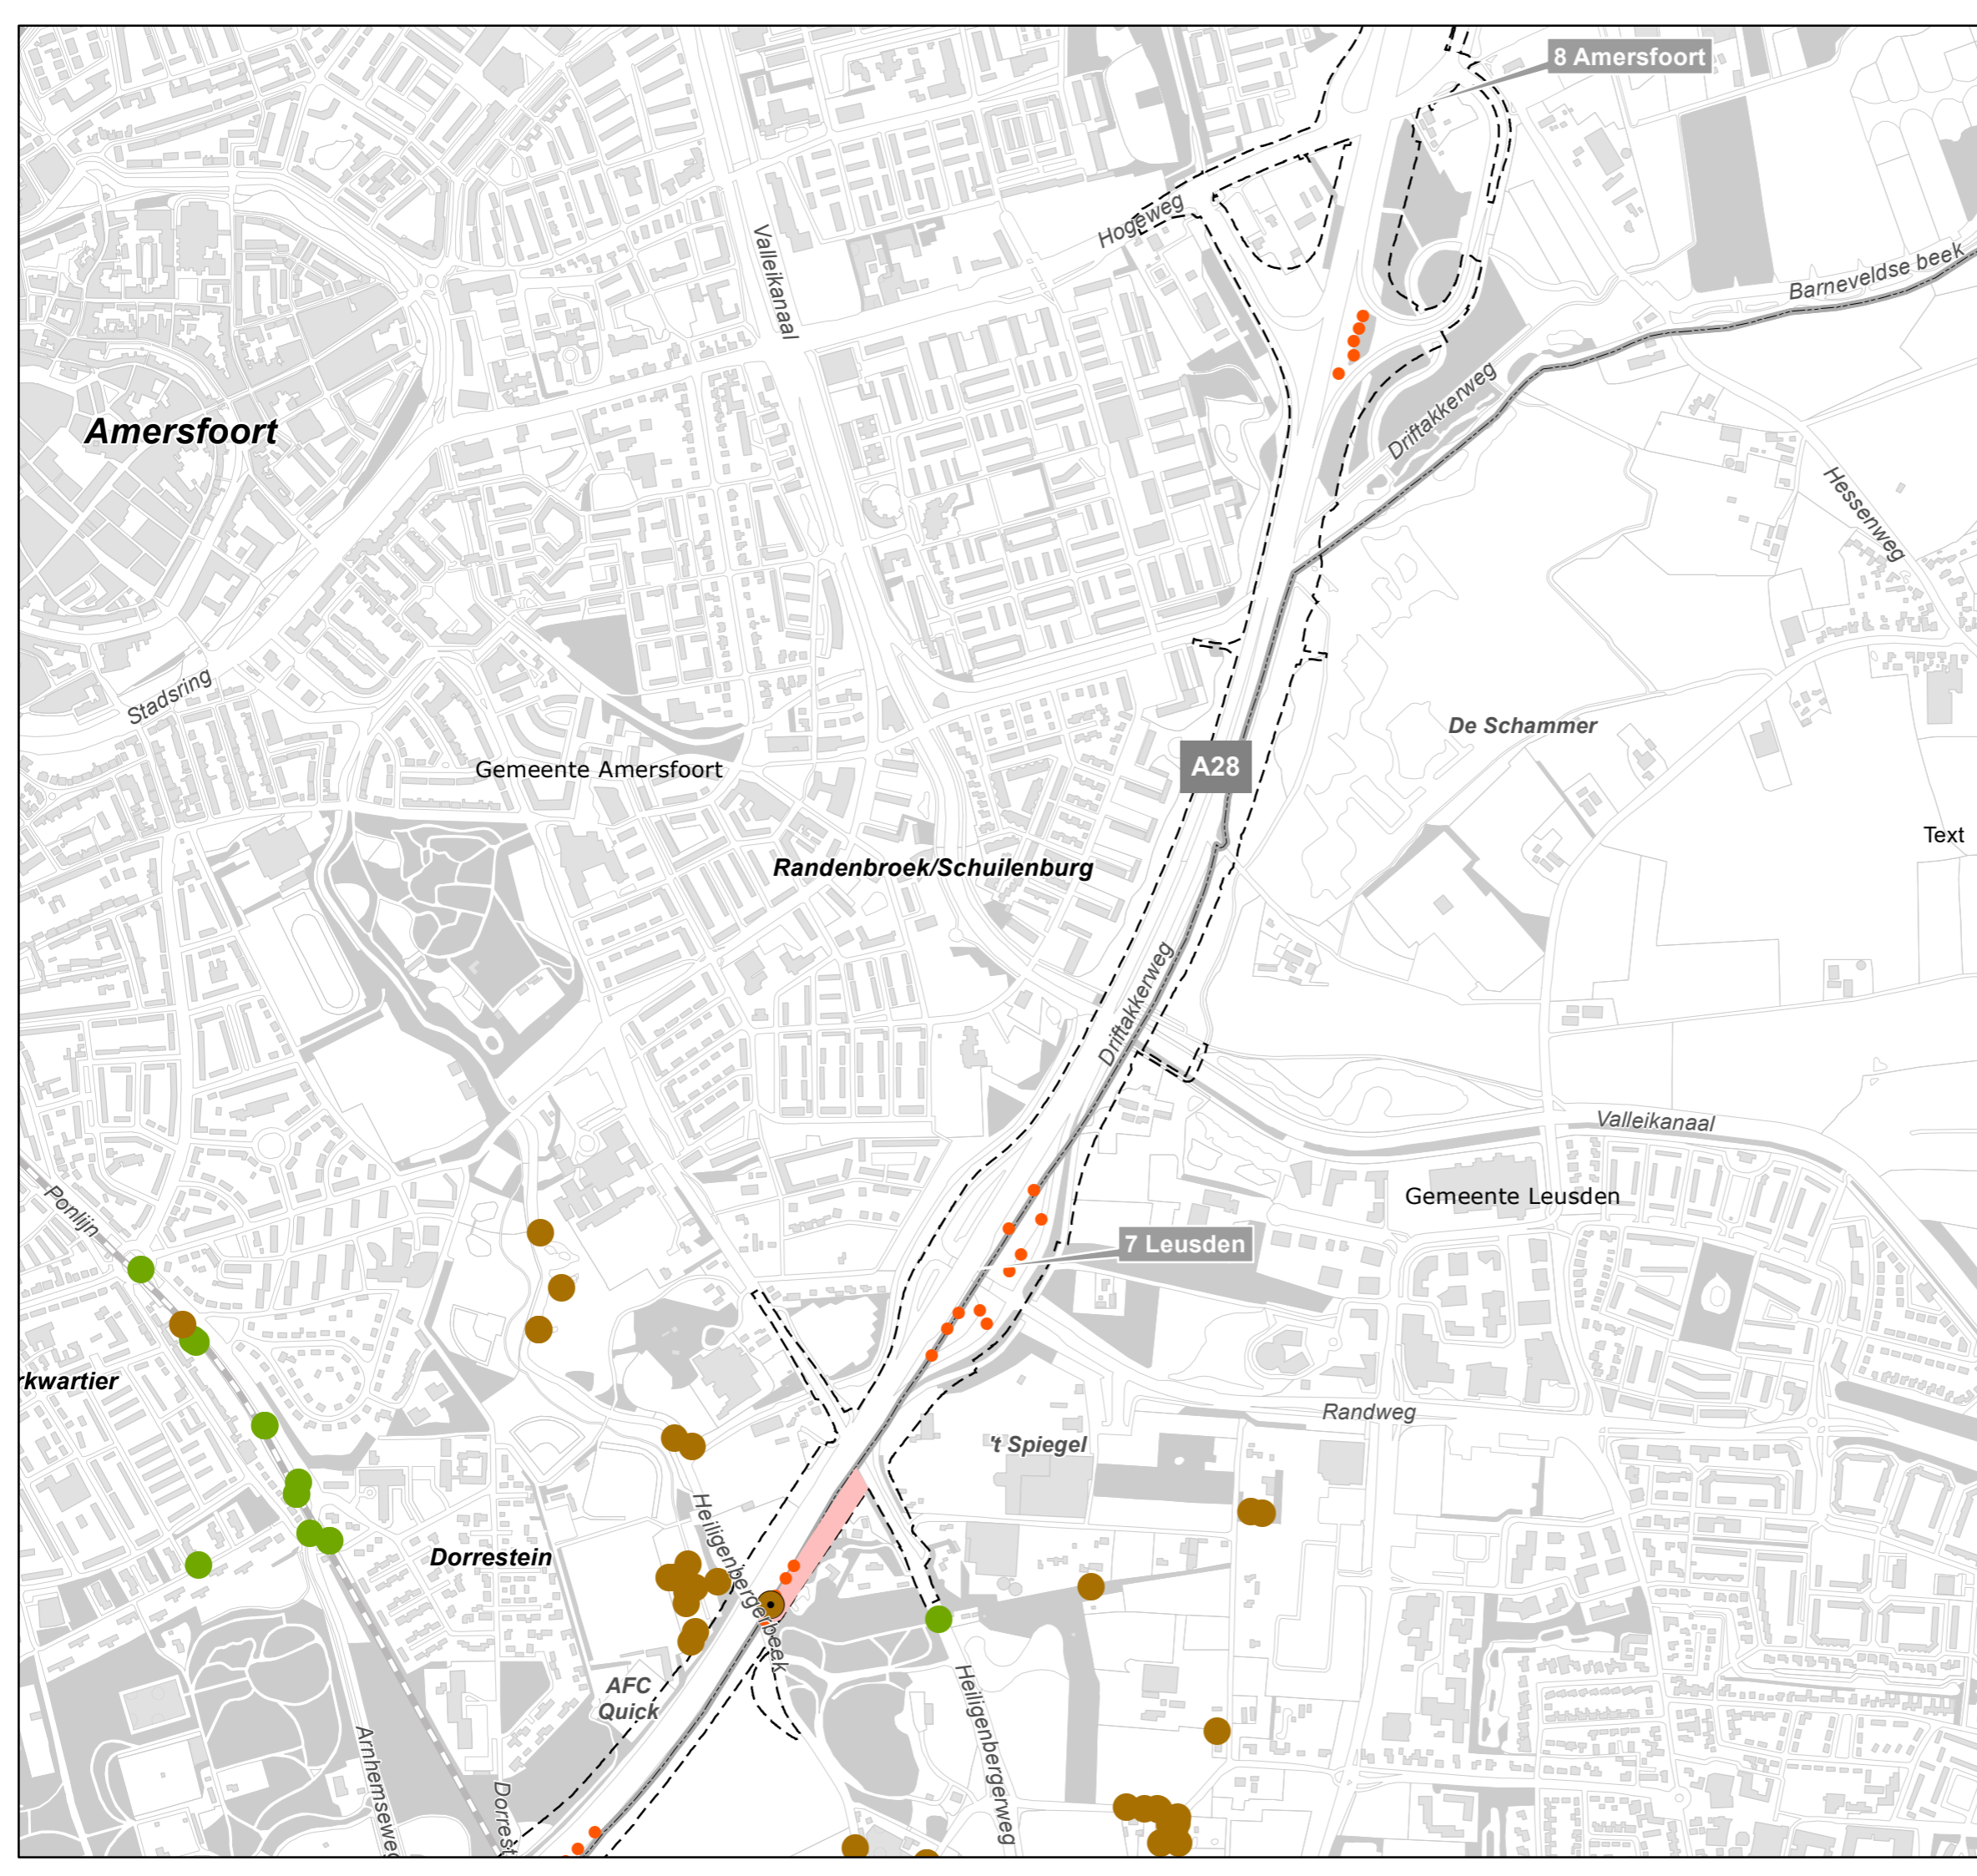 8 Amersfoort
Hogeweg
Valleikanaal
Barneveldse beek
Driftakkerweg
Amersfoort
Hessenweg
Stadsring
De Schammer
Gemeente Amersfoort
A28
Text
Randenbroek/Schuilenburg
Driftakkerweg
Valleikanaal
Ponlijn
Gemeente Leusden
7 Leusden
rkwartier
Randweg
't Spiegel
Heiligenbergerbeek
Dorrestein
AFC
Quick
Heiligenbergerweg
Arnhemseweg
Dorrest